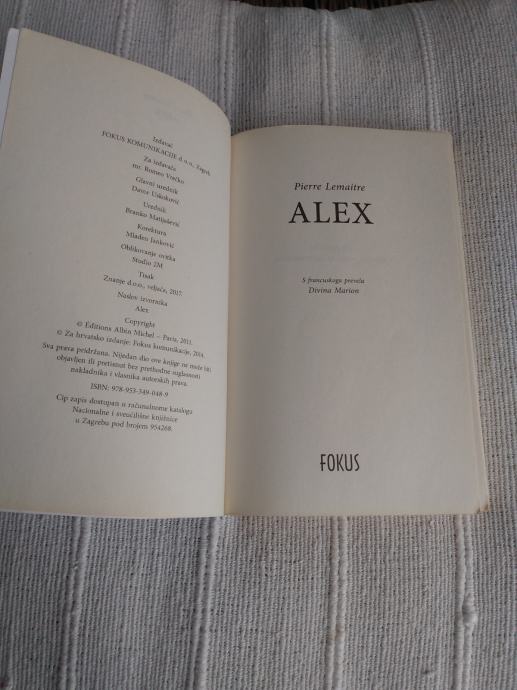 Izdavač
FOKUS KOMUNIKACIJE d.o.o., Zagreb
Za izdavača
mr. Romeo Vrečko
Glavni urednik
Davor Uskoković
Urednik
Branko Matijašević
Korektura
Mladen Janković
Oblikovanje ovitka
Studio 2M
Tisak
Znanje d.o.o., veljača, 2017.
Naslov izvornika
Alex
Copyright
© Éditions Albin Michel – Paris, 2011.
© Za hrvatsko izdanje: Fokus komunikacije, 2014.
Sva prava pridržana. Nijedan dio ove knjige ne može biti
objavljen ili pretisnut bez prethodne suglasnosti
nakladnika i vlasnika autorskih prava.
ISBN: 978-953-349-048-9
Cip zapis dostupan u računalnome katalogu
Nacionalne i sveučilišne knjižnice
u Zagrebu pod brojem 954268.
Pierre Lemaitre
ALEX
S francuskoga prevela
Divina Marion
FOKUS